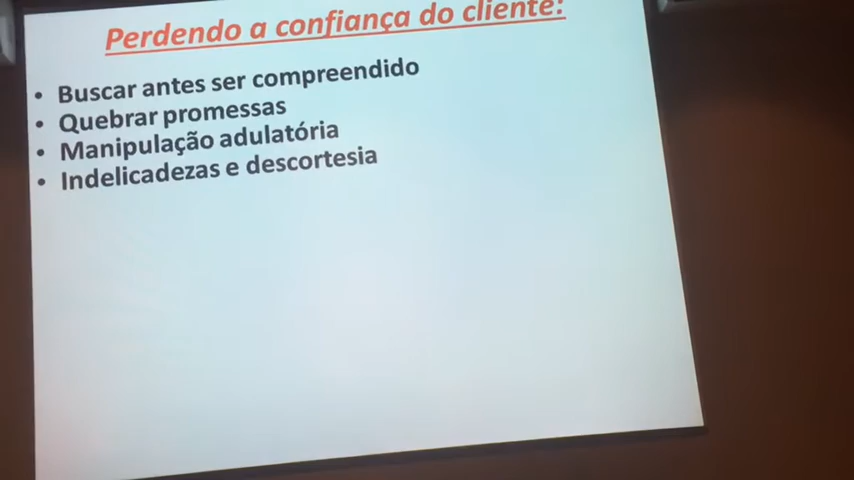 Perdendo a confiança do cliente:
• Buscar antes ser compreendido
• Quebrar promessas
• Manipulação adulatória
• Indelicadezas e descortesia